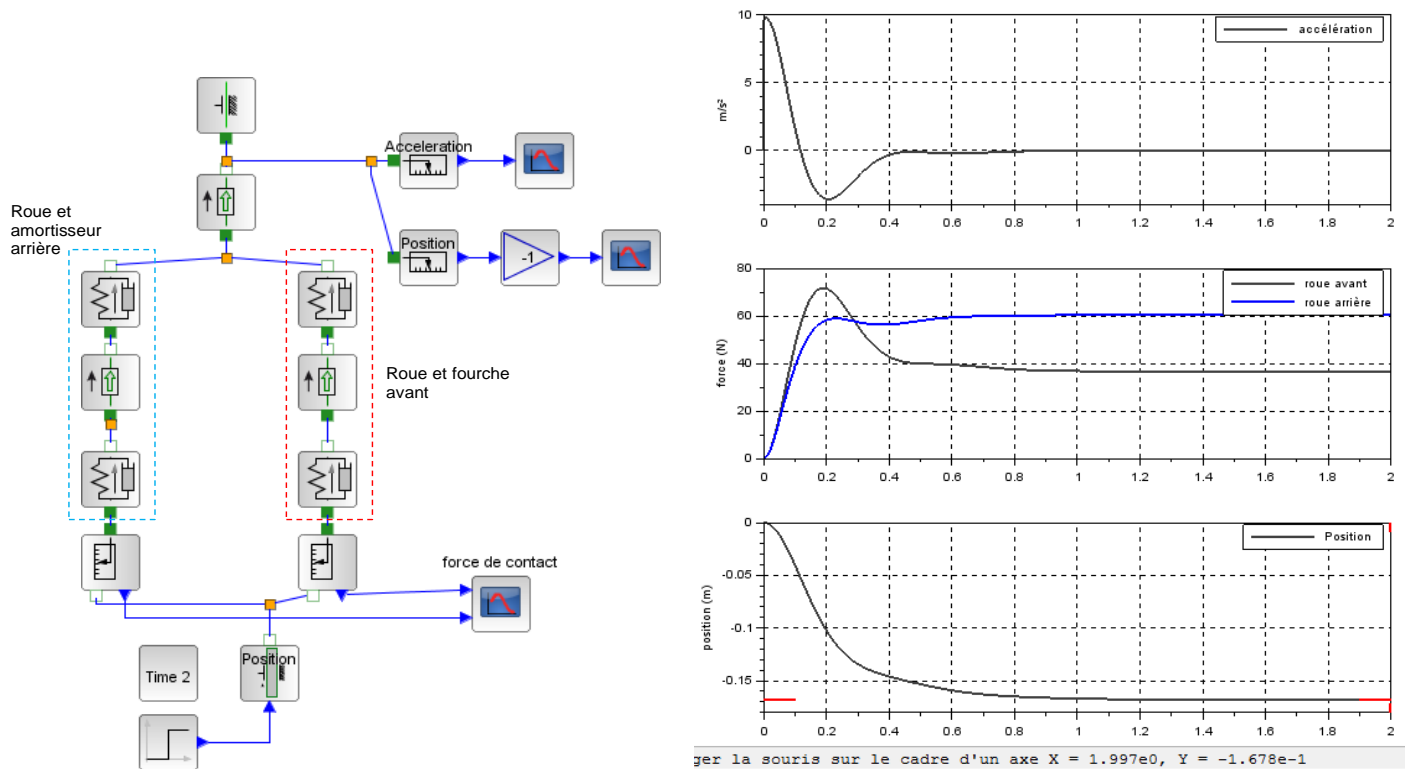 Acceleration
Position
-1
Roue et
amortisseur
arrière
Roue et fourche
avant
force de contact
Position
Time 2
accélération
m/s²
10
5
0
0 0.2 0.4 0.6 0.8 1 1.2 1.4 1.6 1.8 2
roue avant
roue arrière
force (N)
80
60
40
20
0
0 0.2 0.4 0.6 0.8 1 1.2 1.4 1.6 1.8 2
Position
position (m)
0
-0.05
-0.1
-0.15
0 0.2 0.4 0.6 0.8 1 1.2 1.4 1.6 1.8 2
ger la souris sur le cadre d'un axe X = 1.997e0, Y = -1.678e-1